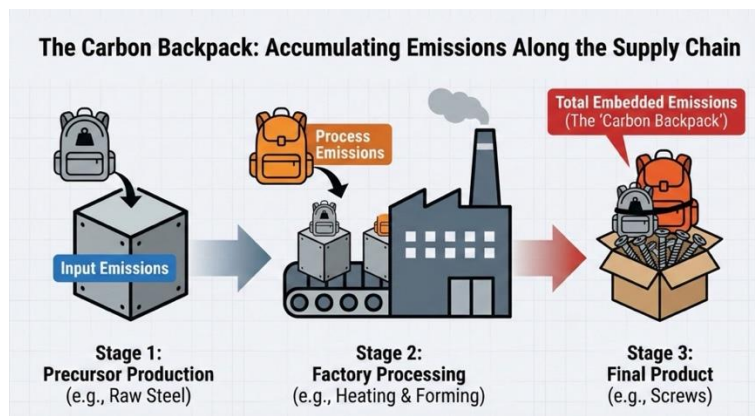 The Carbon Backpack: Accumulating Emissions Along the Supply Chain
Input Emissions
Process
Emissions
Total Embedded Emissions
(The ‘Carbon Backpack’)
Stage 1:
Precursor Production
(e.g., Raw Steel)
Stage 2:
Factory Processing
(e.g., Heating & Forming)
Stage 3:
Final Product
(e.g., Screws)